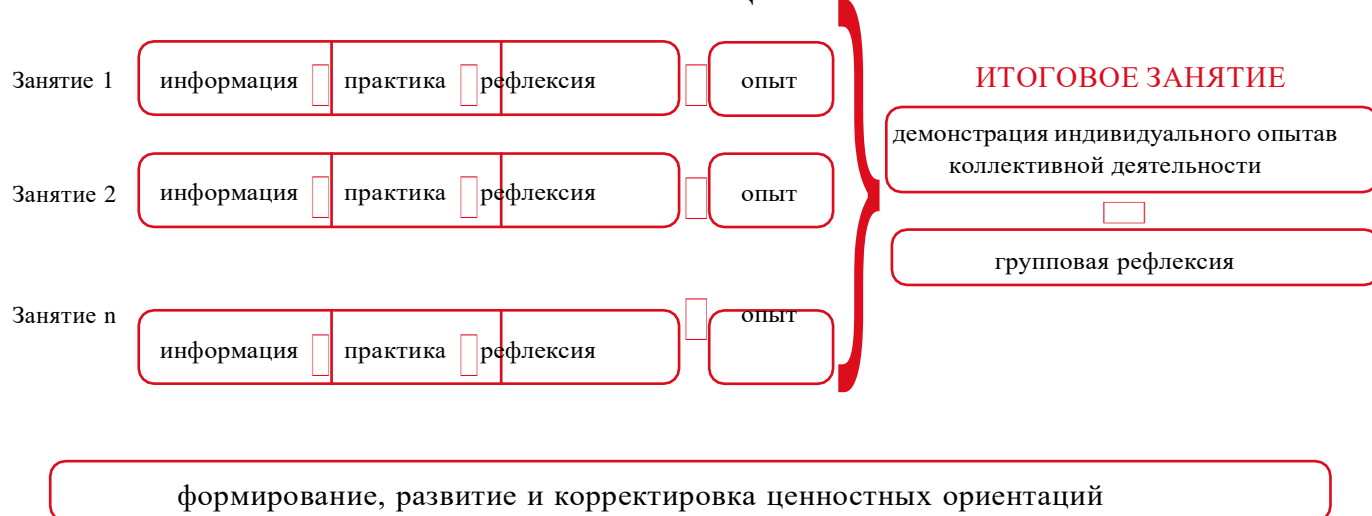 Занятие 1 информация практика рефлексия опыт
ИТОГОВОЕ ЗАНЯТИЕ
демонстрация индивидуального опытав
коллективной деятельности
Занятие 2 информация практика рефлексия опыт
групповая рефлексия
Занятие n
опыт
информация практика рефлексия
формирование, развитие и корректировка ценностных ориентаций